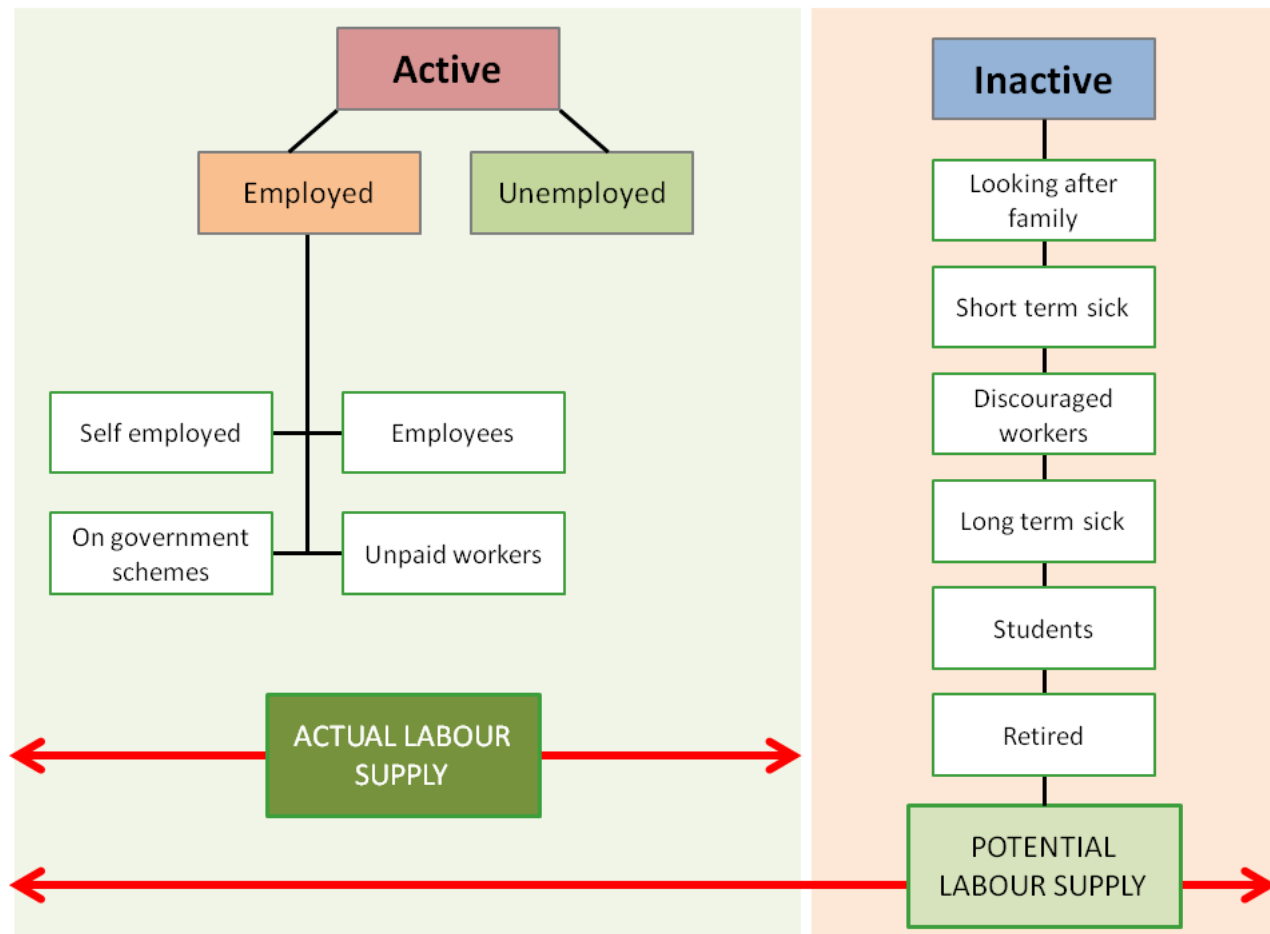 Active
Employed
Unemployed
Self employed
Employees
On government
schemes
Unpaid workers
ACTUAL LABOUR
SUPPLY
Inactive
Looking after
family
Short term sick
Discouraged
workers
Long term sick
Students
Retired
POTENTIAL
LABOUR SUPPLY